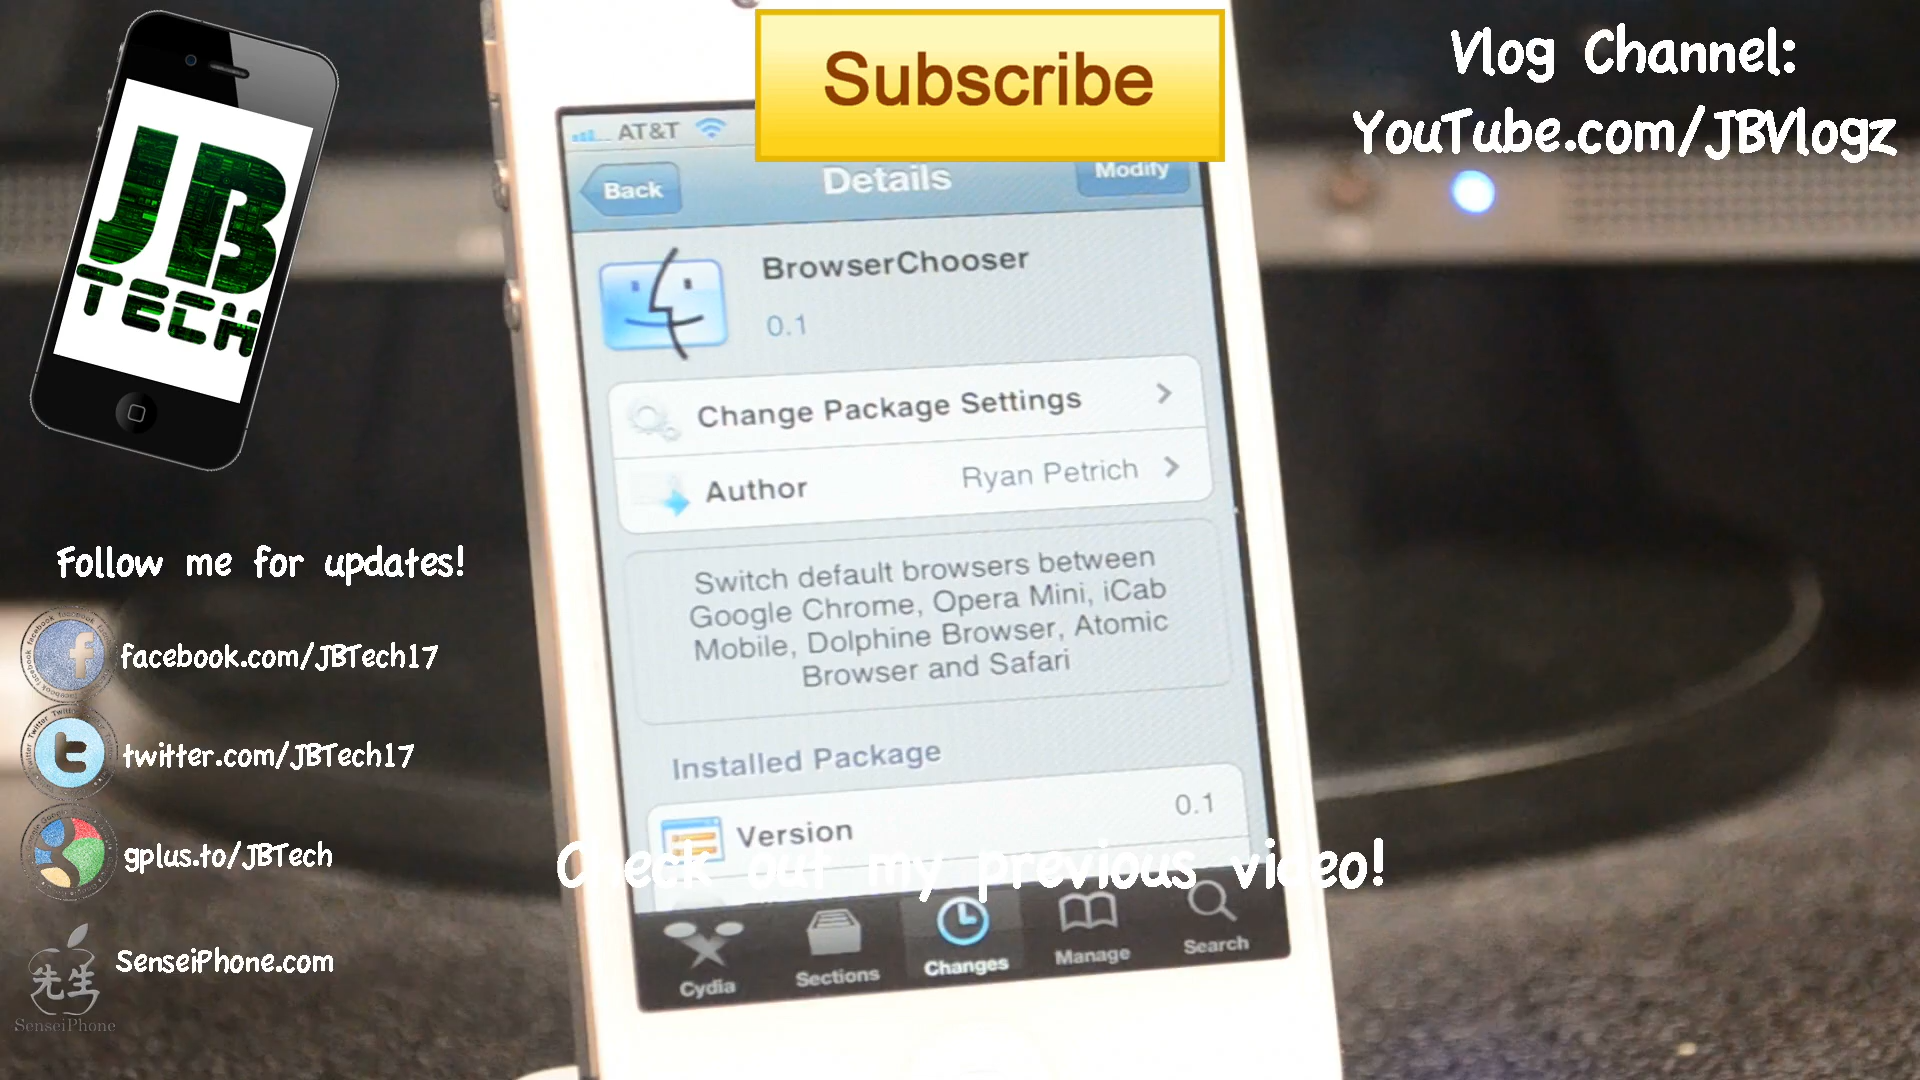 Subscribe
Vlog Channel:
YouTube.com/JBVlogz
JB
TECH
AT&T
Back
Details
Modify
BrowserChooser
0.1
Change Package Settings
Author
Ryan Petrich
Switch default browsers between
Google Chrome, Opera Mini, iCab
Mobile, Dolphine Browser, Atomic
Browser and Safari
Installed Package
Version
0.1
Check out my previous video!
Cydia
Sections
Changes
Manage
Search
Follow me for updates!
facebook.com/JBTech17
twitter.com/JBTech17
gplus.to/JBTech
SenseiPhone.com
先生
SenseiPhone